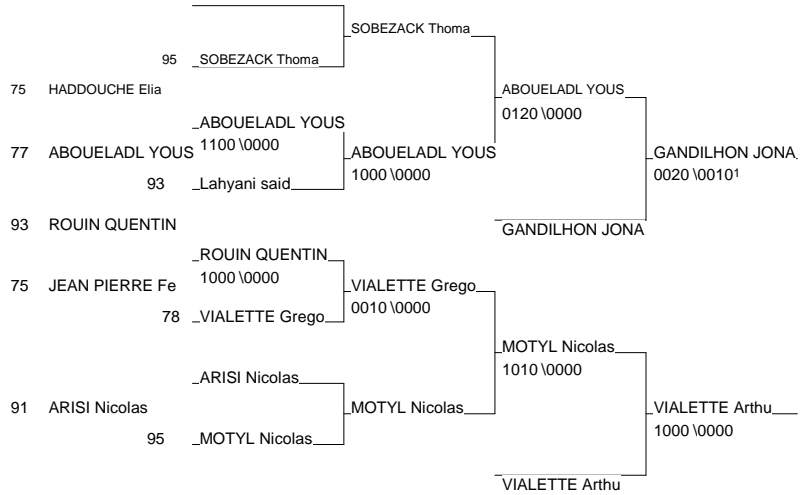 SOBEZACK Thoma
95 SOBEZACK Thoma
75 HADDOUCHE Elia
ABOUELADL YOUS
0120 \0000
ABOUELADL YOUS
1100 \0000
77 ABOUELADL YOUS
ABOUELADL YOUS
1000 \0000
GANDILHON JONA
0020 \0010¹
93 Lahyani said
93 ROUIN QUENTIN
GANDILHON JONA
ROUIN QUENTIN
1000 \0000
75 JEAN PIERRE Fe
VIALETTE Grego
0010 \0000
78 VIALETTE Grego
MOTYL Nicolas
1010 \0000
ARISI Nicolas
91 ARISI Nicolas
MOTYL Nicolas
VIALETTE Arthu
1000 \0000
95 MOTYL Nicolas
VIALETTE Arthu